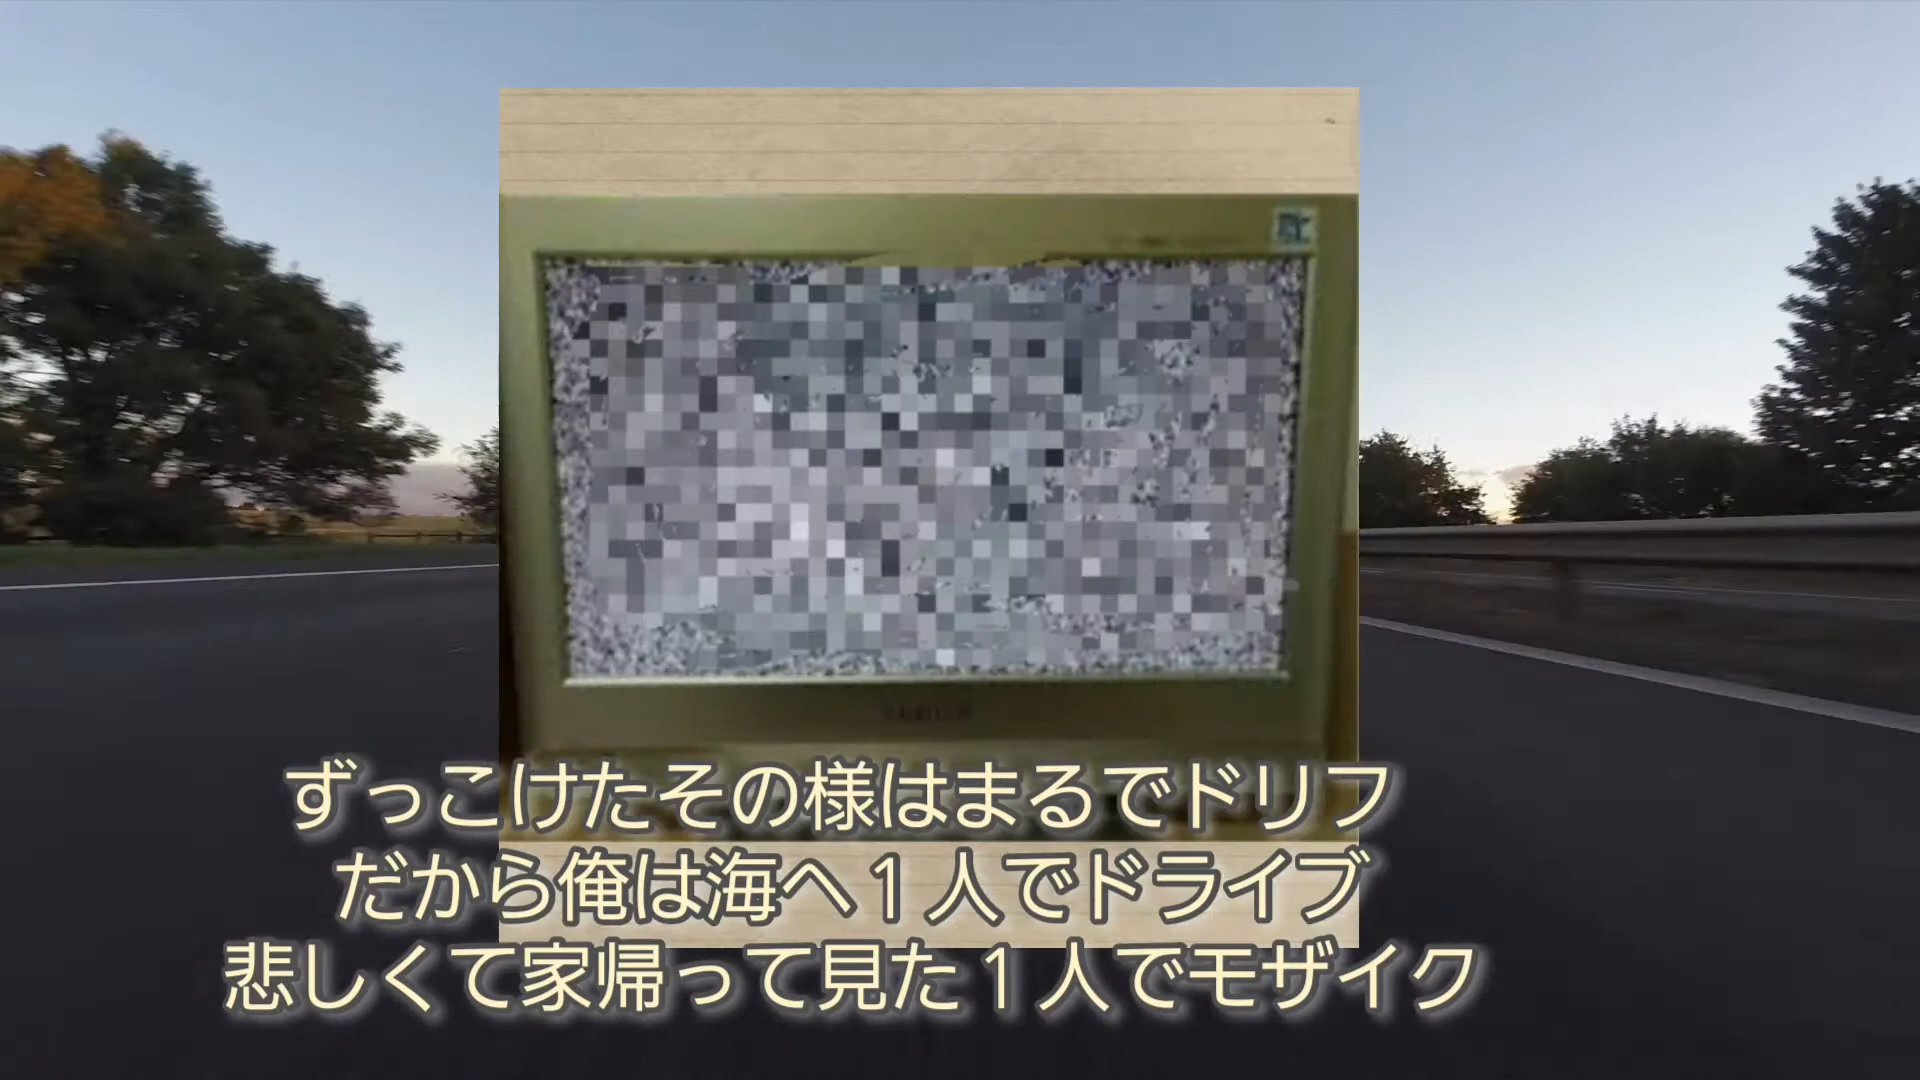 ずっこけたその様はまるでドリフ
だから俺は海へ１人でドライブ
悲しくて家帰って見た１人でモザイク